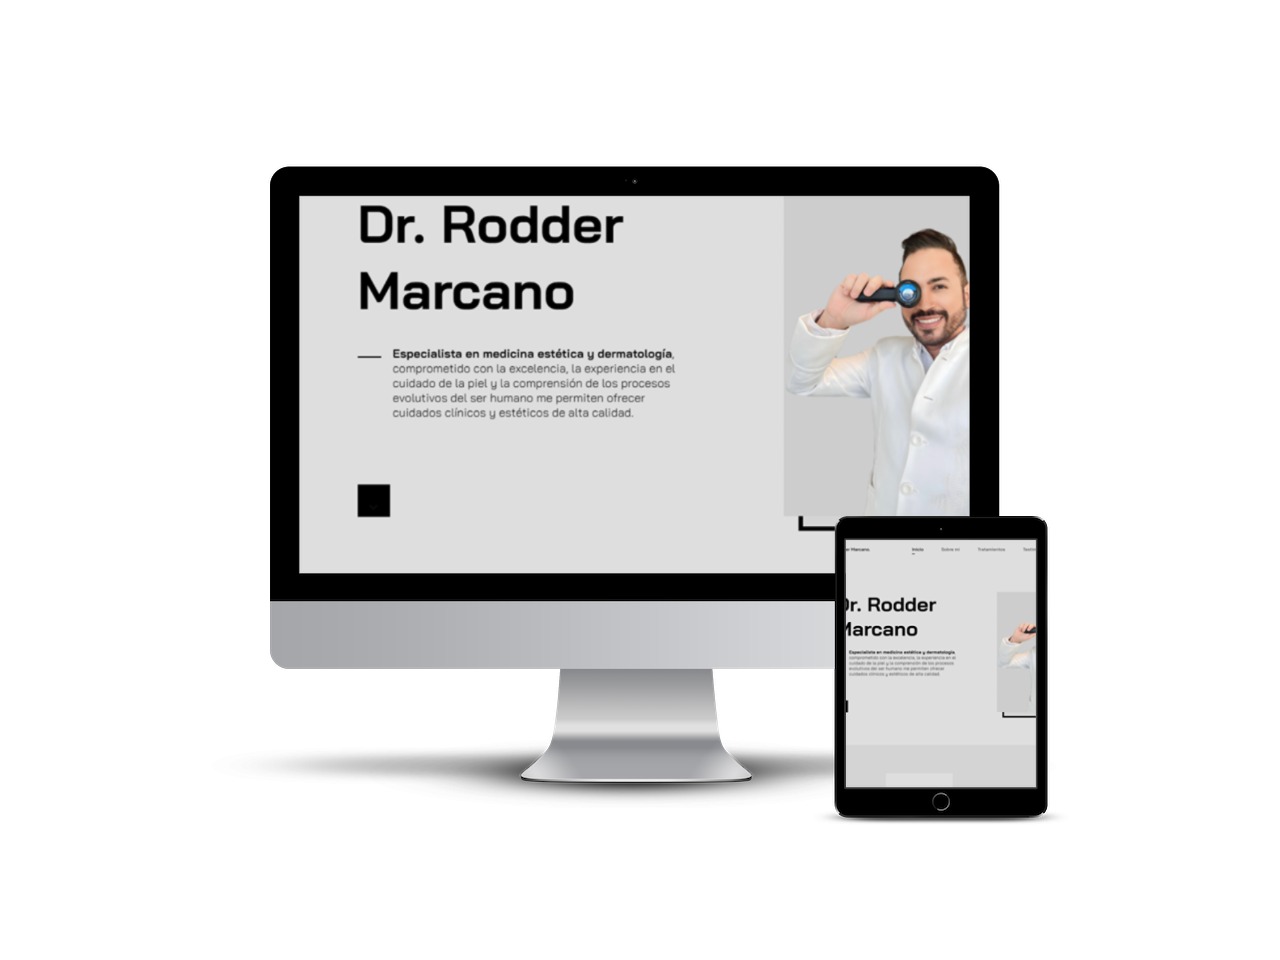 Dr. Rodder
Marcano
Especialista en medicina estética y dermatología,
comprometido con la excelencia, la experiencia en el
cuidado de la piel y la comprensión de los procesos
evolutivos del ser humano me permiten ofrecer
cuidados clínicos y estéticos de alta calidad.
er Marcano. Inicio Sobre mí Tratamientos
Dr. Rodder
Marcano
Especialista en medicina estética y dermatología,
comprometido con la excelencia, la experiencia en el
cuidado de la piel y la comprensión de los procesos
evolutivos del ser humano me permiten ofrecer
cuidados clínicos y estéticos de alta calidad.